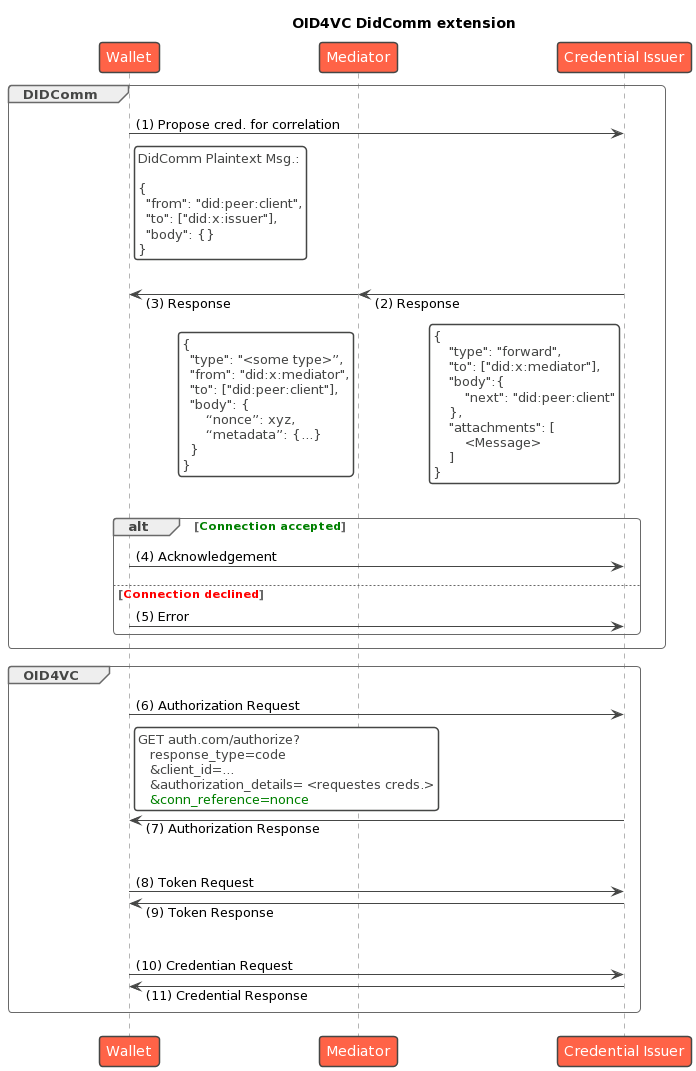 OID4VC DidComm extension
Wallet
Mediator
Credential Issuer
DIDComm
(1) Propose cred. for correlation
DidComm Plaintext Msg.:
{
"from": "did:peer:client",
"to": ["did:x:issuer"],
"body": {}
}
(3) Response
(2) Response
{
"type": "<some type>”,
"from": "did:x:mediator",
"to": ["did:peer:client"],
"body": {
“nonce”: xyz,
“metadata”: {...}
}
}
{
"type": "forward",
"to": ["did:x:mediator"],
"body":{
"next": "did:peer:client"
},
"attachments": [
<Message>
]
}
alt
[Connection accepted]
(4) Acknowledgement
[Connection declined]
(5) Error
OID4VC
(6) Authorization Request
GET auth.com/authorize?
response_type=code
&client_id=...
&authorization_details= <requestes creds.>
&conn_reference=nonce
(7) Authorization Response
(8) Token Request
(9) Token Response
(10) Credentian Request
(11) Credential Response
Wallet
Mediator
Credential Issuer